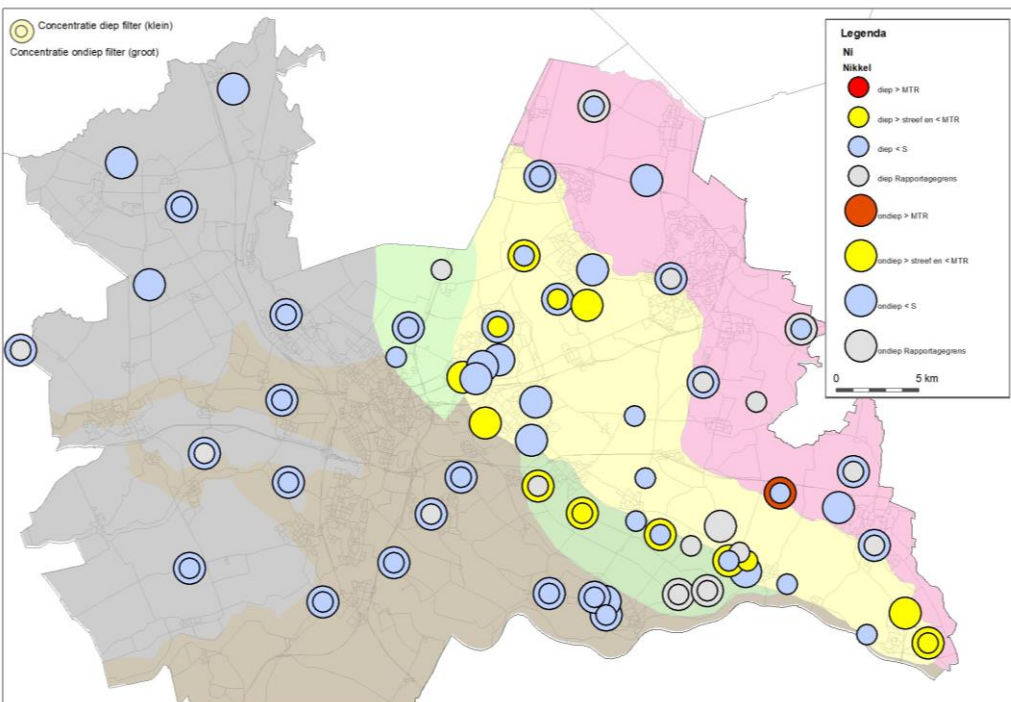 Concentratie diep filter (klein)
Concentratie ondiep filter (groot)
Legenda
Ni
Nikkel
diep > MTR
diep > streef en < MTR
diep < S
diep Rapportagegrens
ondiep > MTR
ondiep > streef en < MTR
ondiep < S
ondiep Rapportagegrens
0 5 km